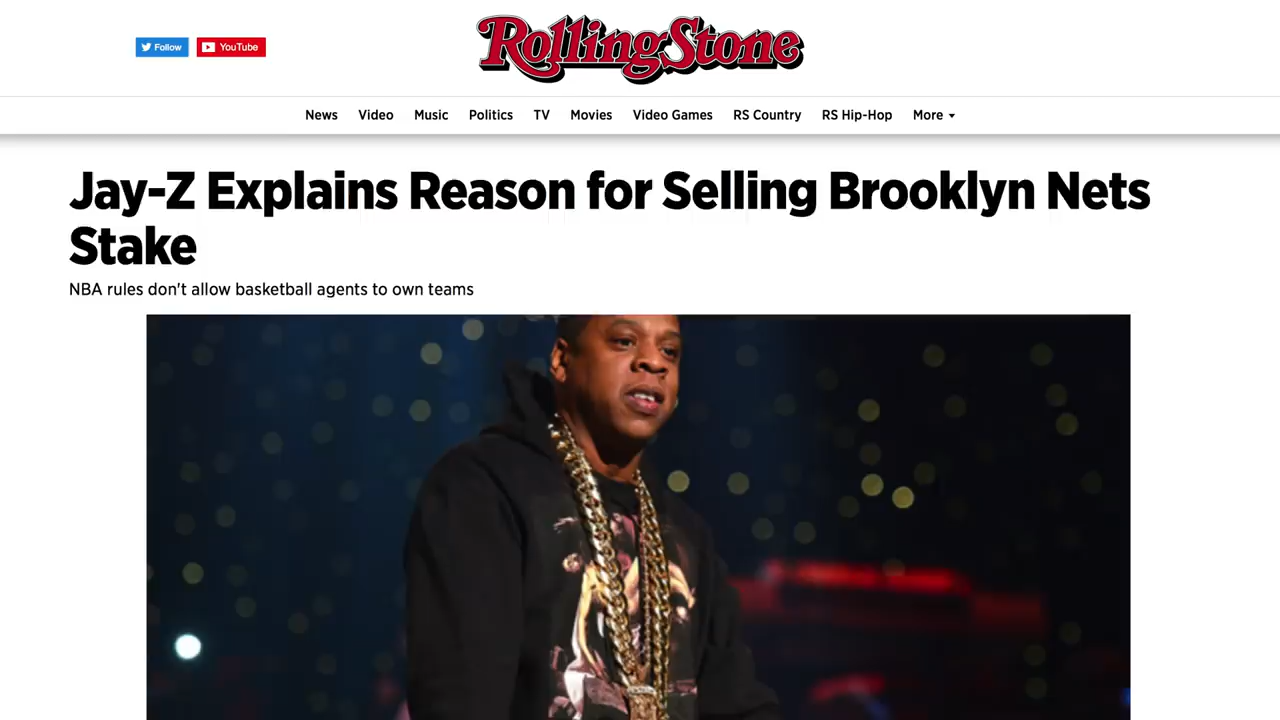 RollingStone
Follow
YouTube
News Video Music Politics TV Movies Video Games RS Country RS Hip-Hop More
Jay-Z Explains Reason for Selling Brooklyn Nets
Stake
NBA rules don't allow basketball agents to own teams